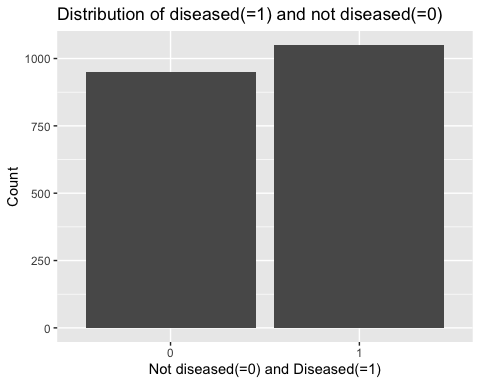 Distribution of diseased(=1) and not diseased(=0)
1000
750
500
250
0
Count
0 1
Not diseased(=0) and Diseased(=1)